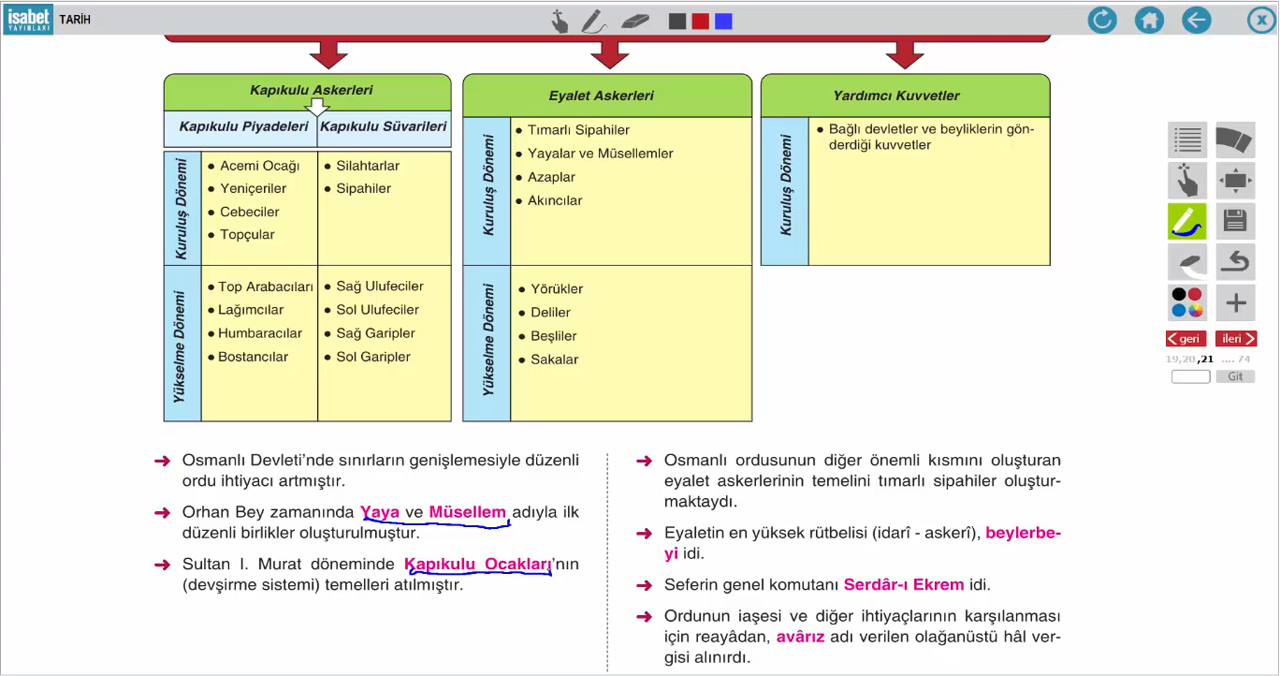 isabet
YAYINLARI
TARİH
Kapıkulu Askerleri
Kapıkulu Piyadeleri
Kapıkulu Süvarileri
Kuruluş Dönemi
• Acemi Ocağı
• Yeniçeriler
• Cebeciler
• Topçular
• Silahtarlar
• Sipahiler
Yükselme Dönemi
• Top Arabacıları
• Lağımcılar
• Humbaracılar
• Bostancılar
• Sağ Ulufeciler
• Sol Ulufeciler
• Sağ Garipler
• Sol Garipler
Eyalet Askerleri
Kuruluş Dönemi
• Tımarlı Sipahiler
• Yayalar ve Müsellemler
• Azaplar
• Akıncılar
Yükselme Dönemi
• Yörükler
• Deliler
• Beşliler
• Sakalar
Yardımcı Kuvvetler
Kuruluş Dönemi
• Bağlı devletler ve beyliklerin gön-
derdiği kuvvetler
Osmanlı Devleti’nde sınırların genişlemesiyle düzenli
ordu ihtiyacı artmıştır.
Orhan Bey zamanında Yaya ve Müsellem adıyla ilk
düzenli birlikler oluşturulmuştur.
Sultan I. Murat döneminde Kapıkulu Ocakları’nın
(devşirme sistemi) temelleri atılmıştır.
Osmanlı ordusunun diğer önemli kısmını oluşturan
eyalet askerlerinin temelini tımarlı sipahiler oluştur-
maktaydı.
Eyaletin en yüksek rütbelisi (idarî - askerî), beylerbe-
yi idi.
Seferin genel komutanı Serdâr-ı Ekrem idi.
Ordunun iaşesi ve diğer ihtiyaçlarının karşılanması
için reayâdan, avârız adı verilen olağanüstü hâl ver-
gisi alınırdı.
geri
ileri
19,20,21 .... 74
Git